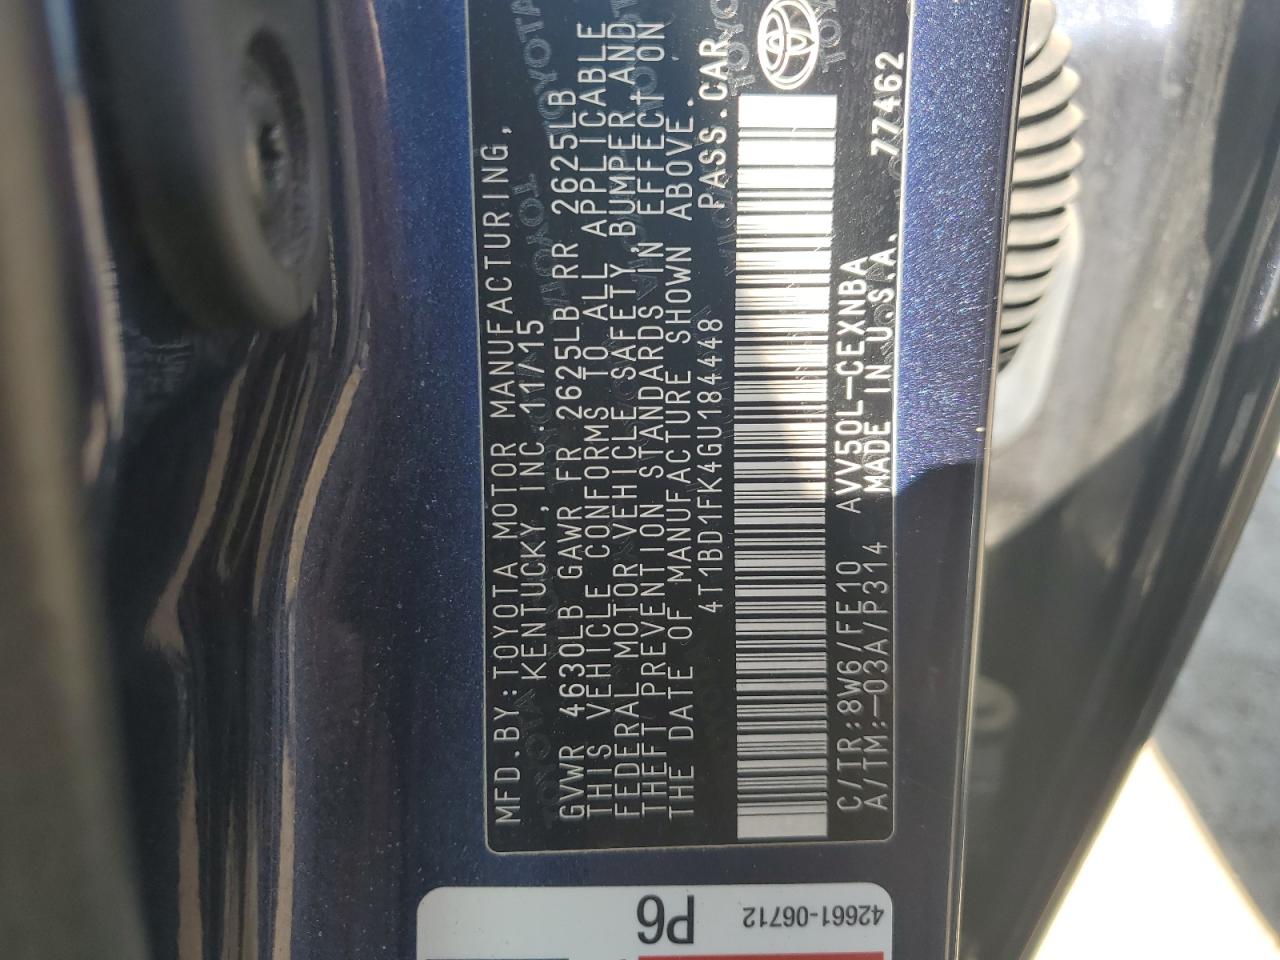 MFD.BY:TOYOTA MOTOR MANUFACTURING,
KENTUCKY, INC. 11/15
GVWR 4630LB GAWR FR 2625LB RR 2625LB
THIS VEHICLE CONFORMS TO ALL APPLICABLE
FEDERAL MOTOR VEHICLE SAFETY, BUMPER, AND
THEFT PREVENTION STANDARDS IN EFFECT ON
THE DATE OF MANUFACTURE SHOWN ABOVE.
4T1BD1FK4GU184448 PASS.CAR
C/TR:8W6/FE10 AVV50L-CEXNBA 77462
A/TM:-03A/P314 MADE IN U.S.A.
42661-06712
P6